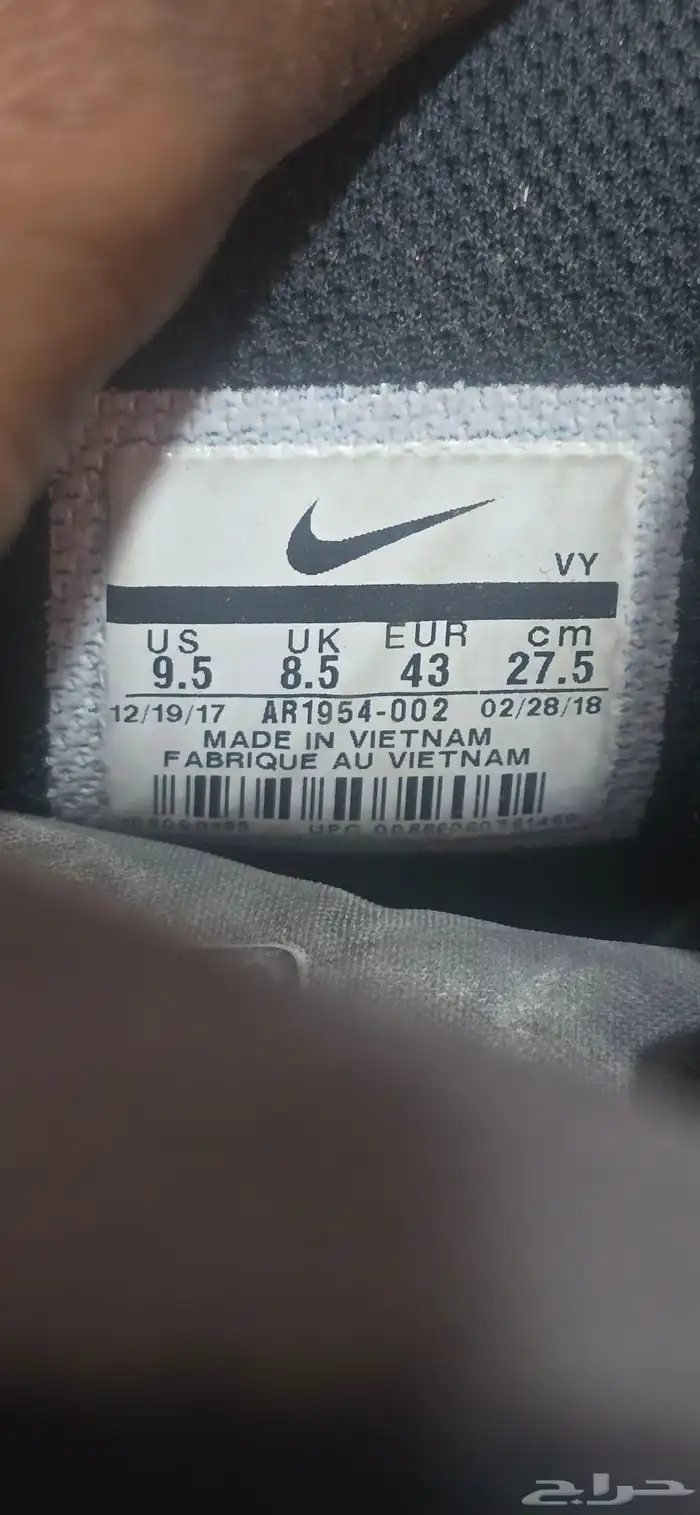 VY
US UK EUR cm
9.5 8.5 43 27.5
12/19/17 AR1954-002 02/28/18
MADE IN VIETNAM
FABRIQUE AU VIETNAM
UPC
حراج